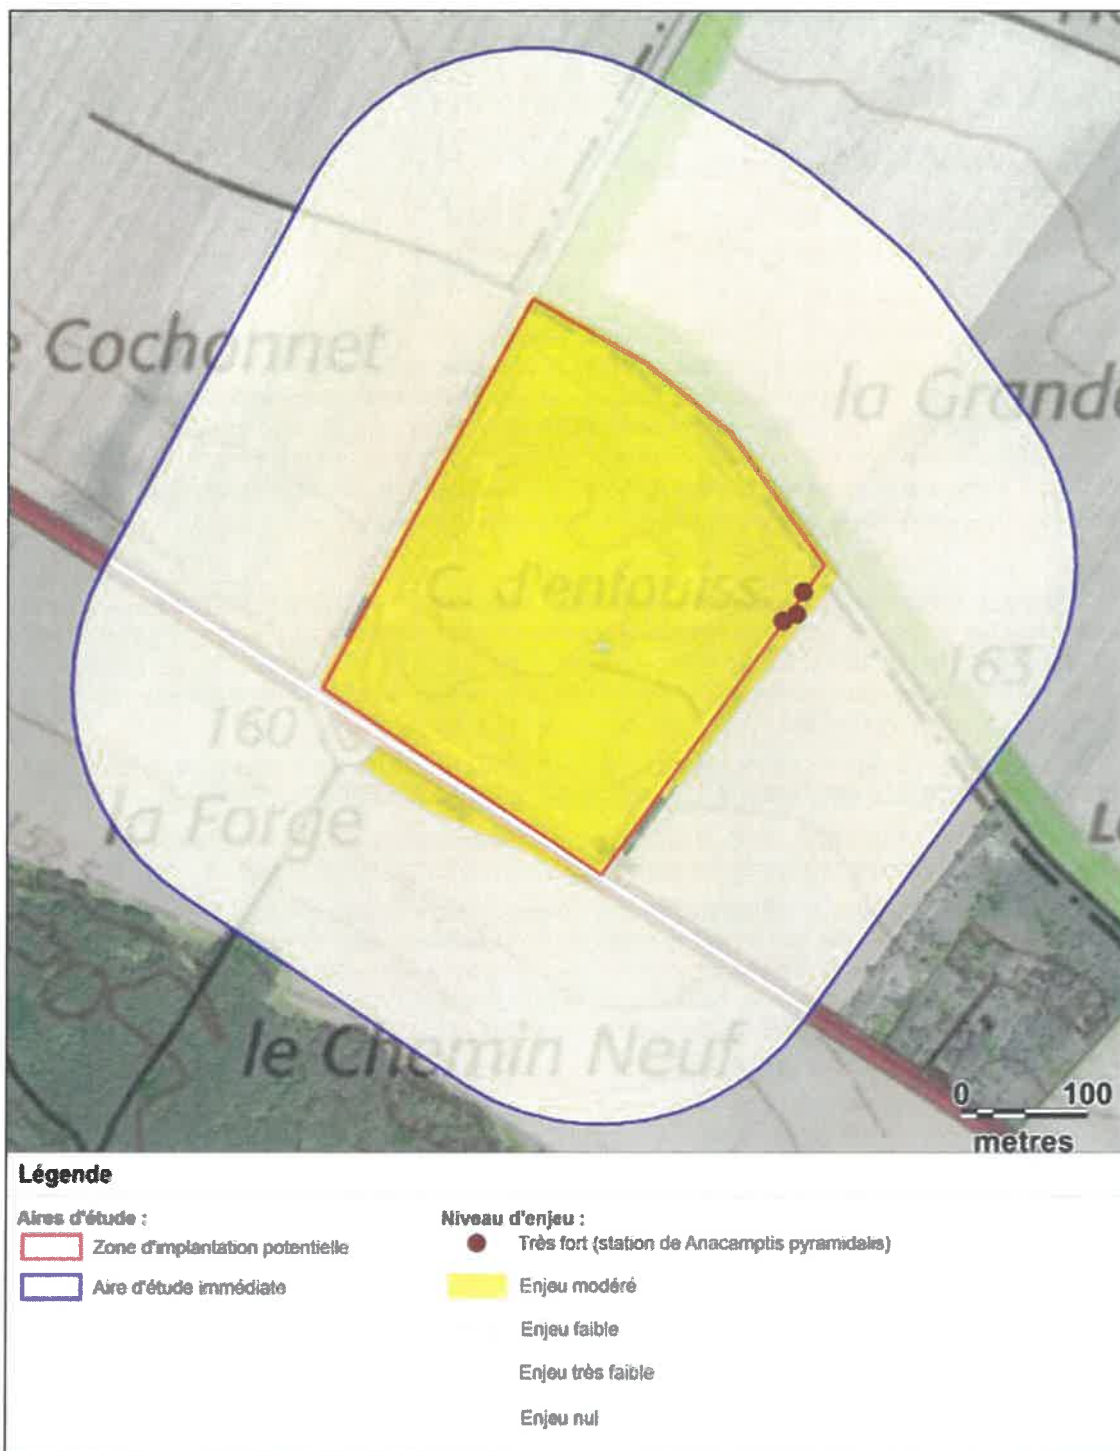 e Cochonnet
la Grand
C. d'enfouiss.
163
160
la Forge
L
le Chemin Neuf
0 100
metres
Légende
Aires d'étude :
Zone d'implantation potentielle
Aire d'étude immédiate
Niveau d'enjeu :
Très fort (station de Anacamptis pyramidalis)
Enjeu modéré
Enjeu faible
Enjeu très faible
Enjeu nul